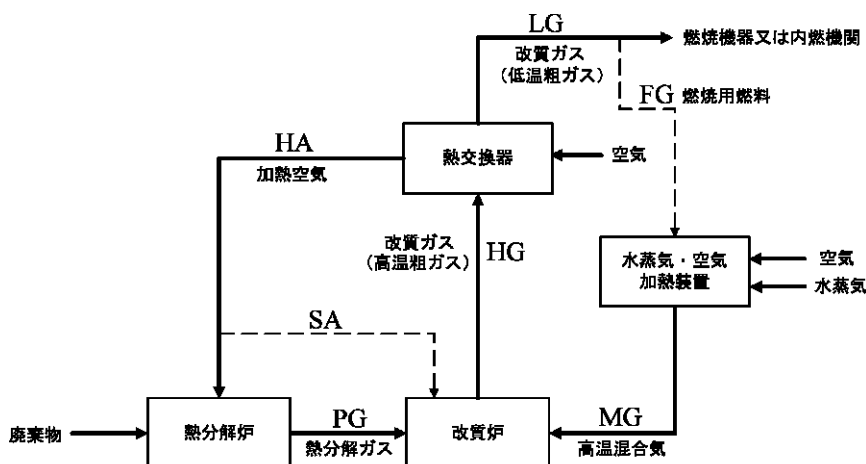 LG
改質ガス
(低温粗ガス)
燃焼機器又は内燃機関
FG 燃焼用燃料
HA
加熱空気
熱交換器
空気
改質ガス
(高温粗ガス)
HG
水蒸気・空気
加熱装置
空気
水蒸気
SA
廃棄物
熱分解炉
PG
熱分解ガス
改質炉
MG
高温混合気